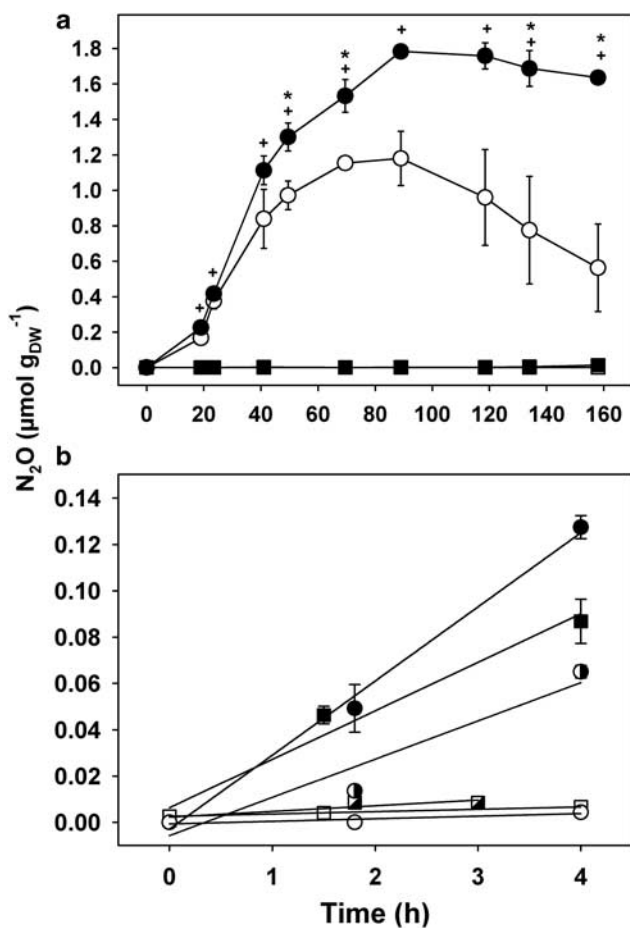 a
* * * *
+ + + + + + + + +
1.8
1.6
1.4
1.2
1.0
0.8
0.6
0.4
0.2
0.0
0 20 40 60 80 100 120 140 160
N₂O (µmol g_DW⁻¹)
b
0.14
0.12
0.10
0.08
0.06
0.04
0.02
0.00
0 1 2 3 4
Time (h)